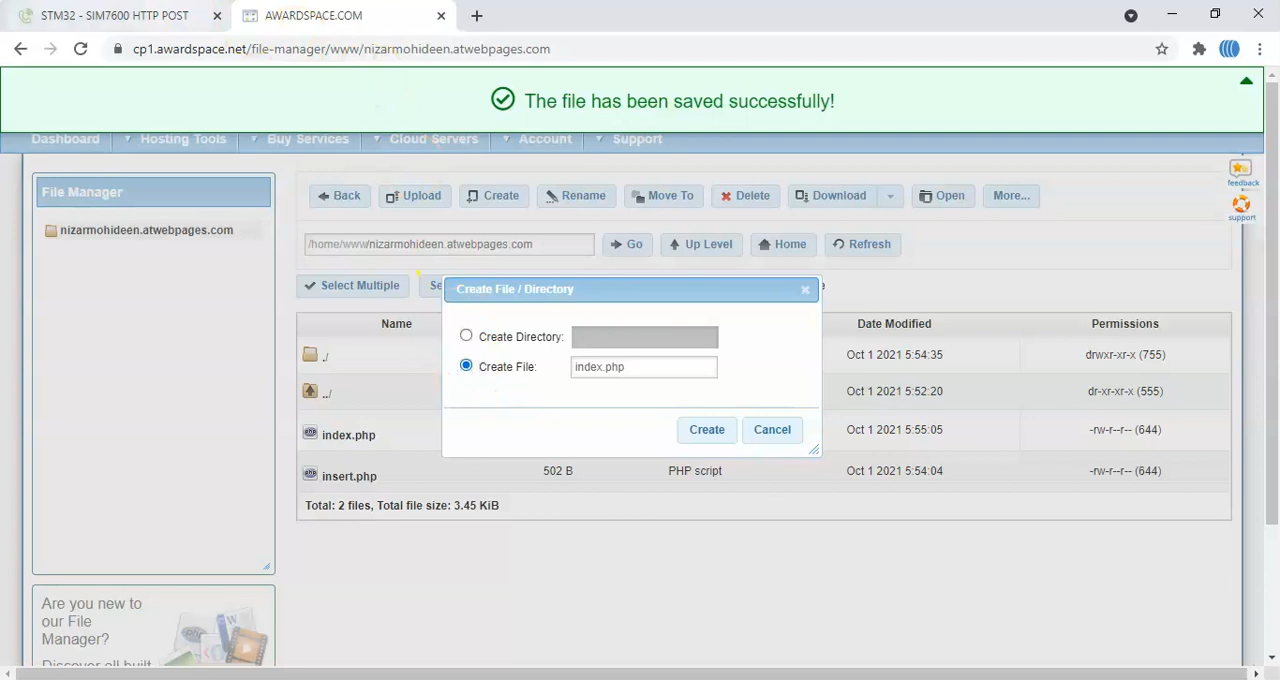 STM32 - SIM7600 HTTP POST
AWARDSPACE.COM
cp1.awardspace.net/file-manager/www/nizarmohideen.atwebpages.com
The file has been saved successfully!
Dashboard Hosting Tools Buy Services Cloud Servers Account Support
feedback
support
File Manager
nizarmohideen.atwebpages.com
Back Upload Create Rename Move To Delete Download Open More...
/home/www/nizarmohideen.atwebpages.com Go Up Level Home Refresh
Select Multiple
Create File / Directory
Create Directory:
Create File: index.php
Create Cancel
Name Date Modified Permissions
./ Oct 1 2021 5:54:35 drwxr-xr-x (755)
../ Oct 1 2021 5:52:20 dr-xr-xr-x (555)
index.php Oct 1 2021 5:55:05 -rw-r--r-- (644)
insert.php 502 B PHP script Oct 1 2021 5:54:04 -rw-r--r-- (644)
Total: 2 files, Total file size: 3.45 KiB
Are you new to
our File
Manager?
Discover all built